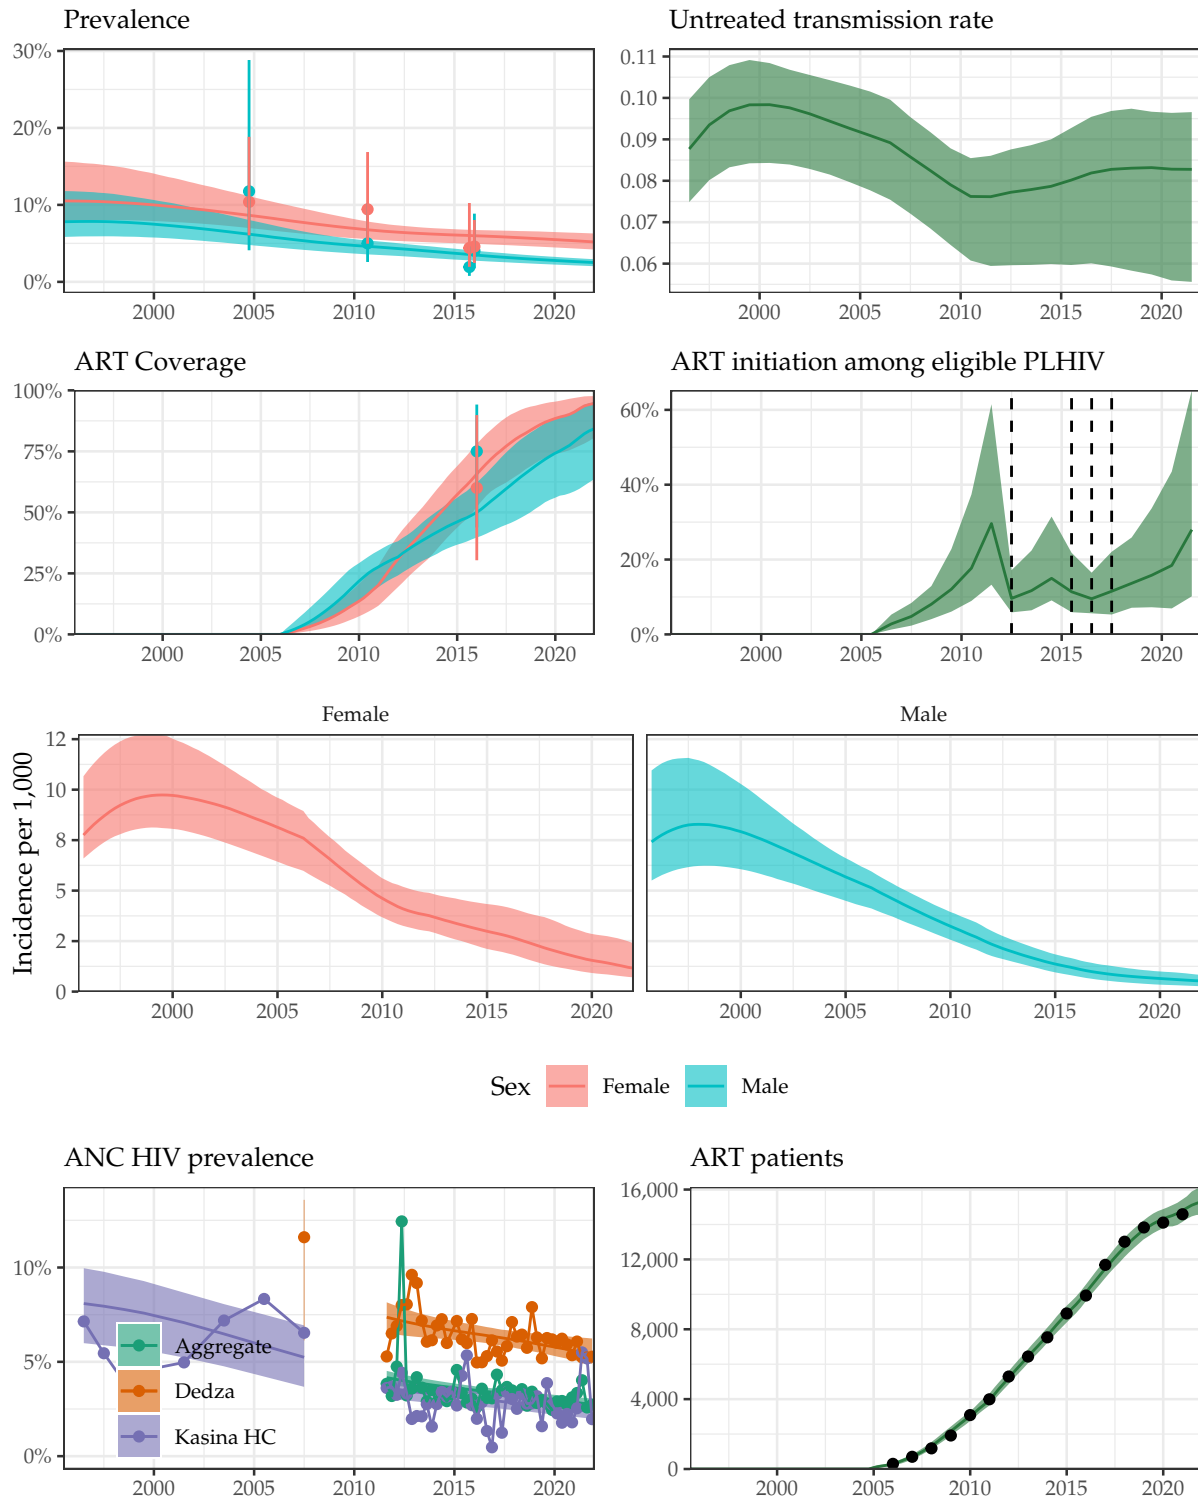 Prevalence
Untreated transmission rate
30%
20%
10%
0%
2000 2005 2010 2015 2020
0.11
0.10
0.09
0.08
0.07
0.06
2000 2005 2010 2015 2020
ART Coverage
ART initiation among eligible PLHIV
100%
75%
50%
25%
0%
2000 2005 2010 2015 2020
60%
40%
20%
0%
2000 2005 2010 2015 2020
Female
Male
Incidence per 1,000
12
10
8
5
2
0
2000 2005 2010 2015 2020
2000 2005 2010 2015 2020
Sex Female Male
ANC HIV prevalence
ART patients
10%
5%
0%
Aggregate
Dedza
Kasina HC
2000 2005 2010 2015 2020
16,000
12,000
8,000
4,000
0
2000 2005 2010 2015 2020